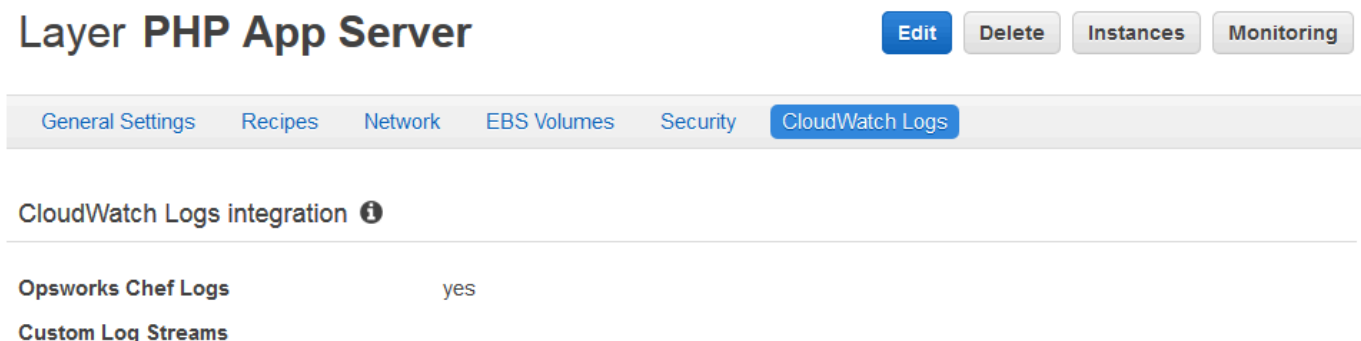 Layer PHP App Server Edit Delete Instances Monitoring
General Settings Recipes Network EBS Volumes Security CloudWatch Logs
CloudWatch Logs integration
Opsworks Chef Logs yes
Custom Log Streams